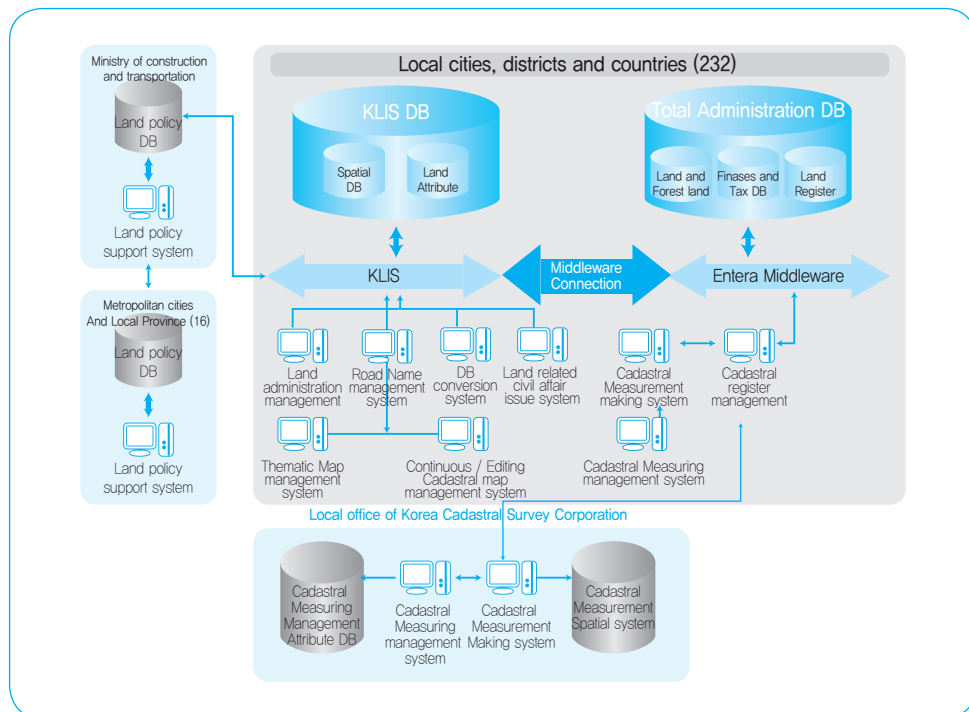 Ministry of construction
and transportation
Land policy
DB
Land policy
support system
Metropolitan cities
And Local Province (16)
Land policy
DB
Land policy
support system
Local cities, districts and countries (232)
KLIS DB
Spatial
DB
Land
Attribute
Total Administration DB
Land and
Forest land
Finases and
Tax DB
Land
Register
KLIS
Middleware
Connection
Entera Middleware
Land
administration
management
Road Name
management
system
DB
conversion
system
Land related
civil affair
issue system
Cadastral
Measurement
making system
Cadastral
register
management
Thematic Map
management
system
Continuous / Editing
Cadastral map
management system
Cadastral Measuring
management system
Local office of Korea Cadastral Survey Corporation
Cadastral
Measuring
Management
Attribute DB
Cadastral
Measuring
management
system
Cadastral
Measurement
Making system
Cadastral
Measurement
Spatial system